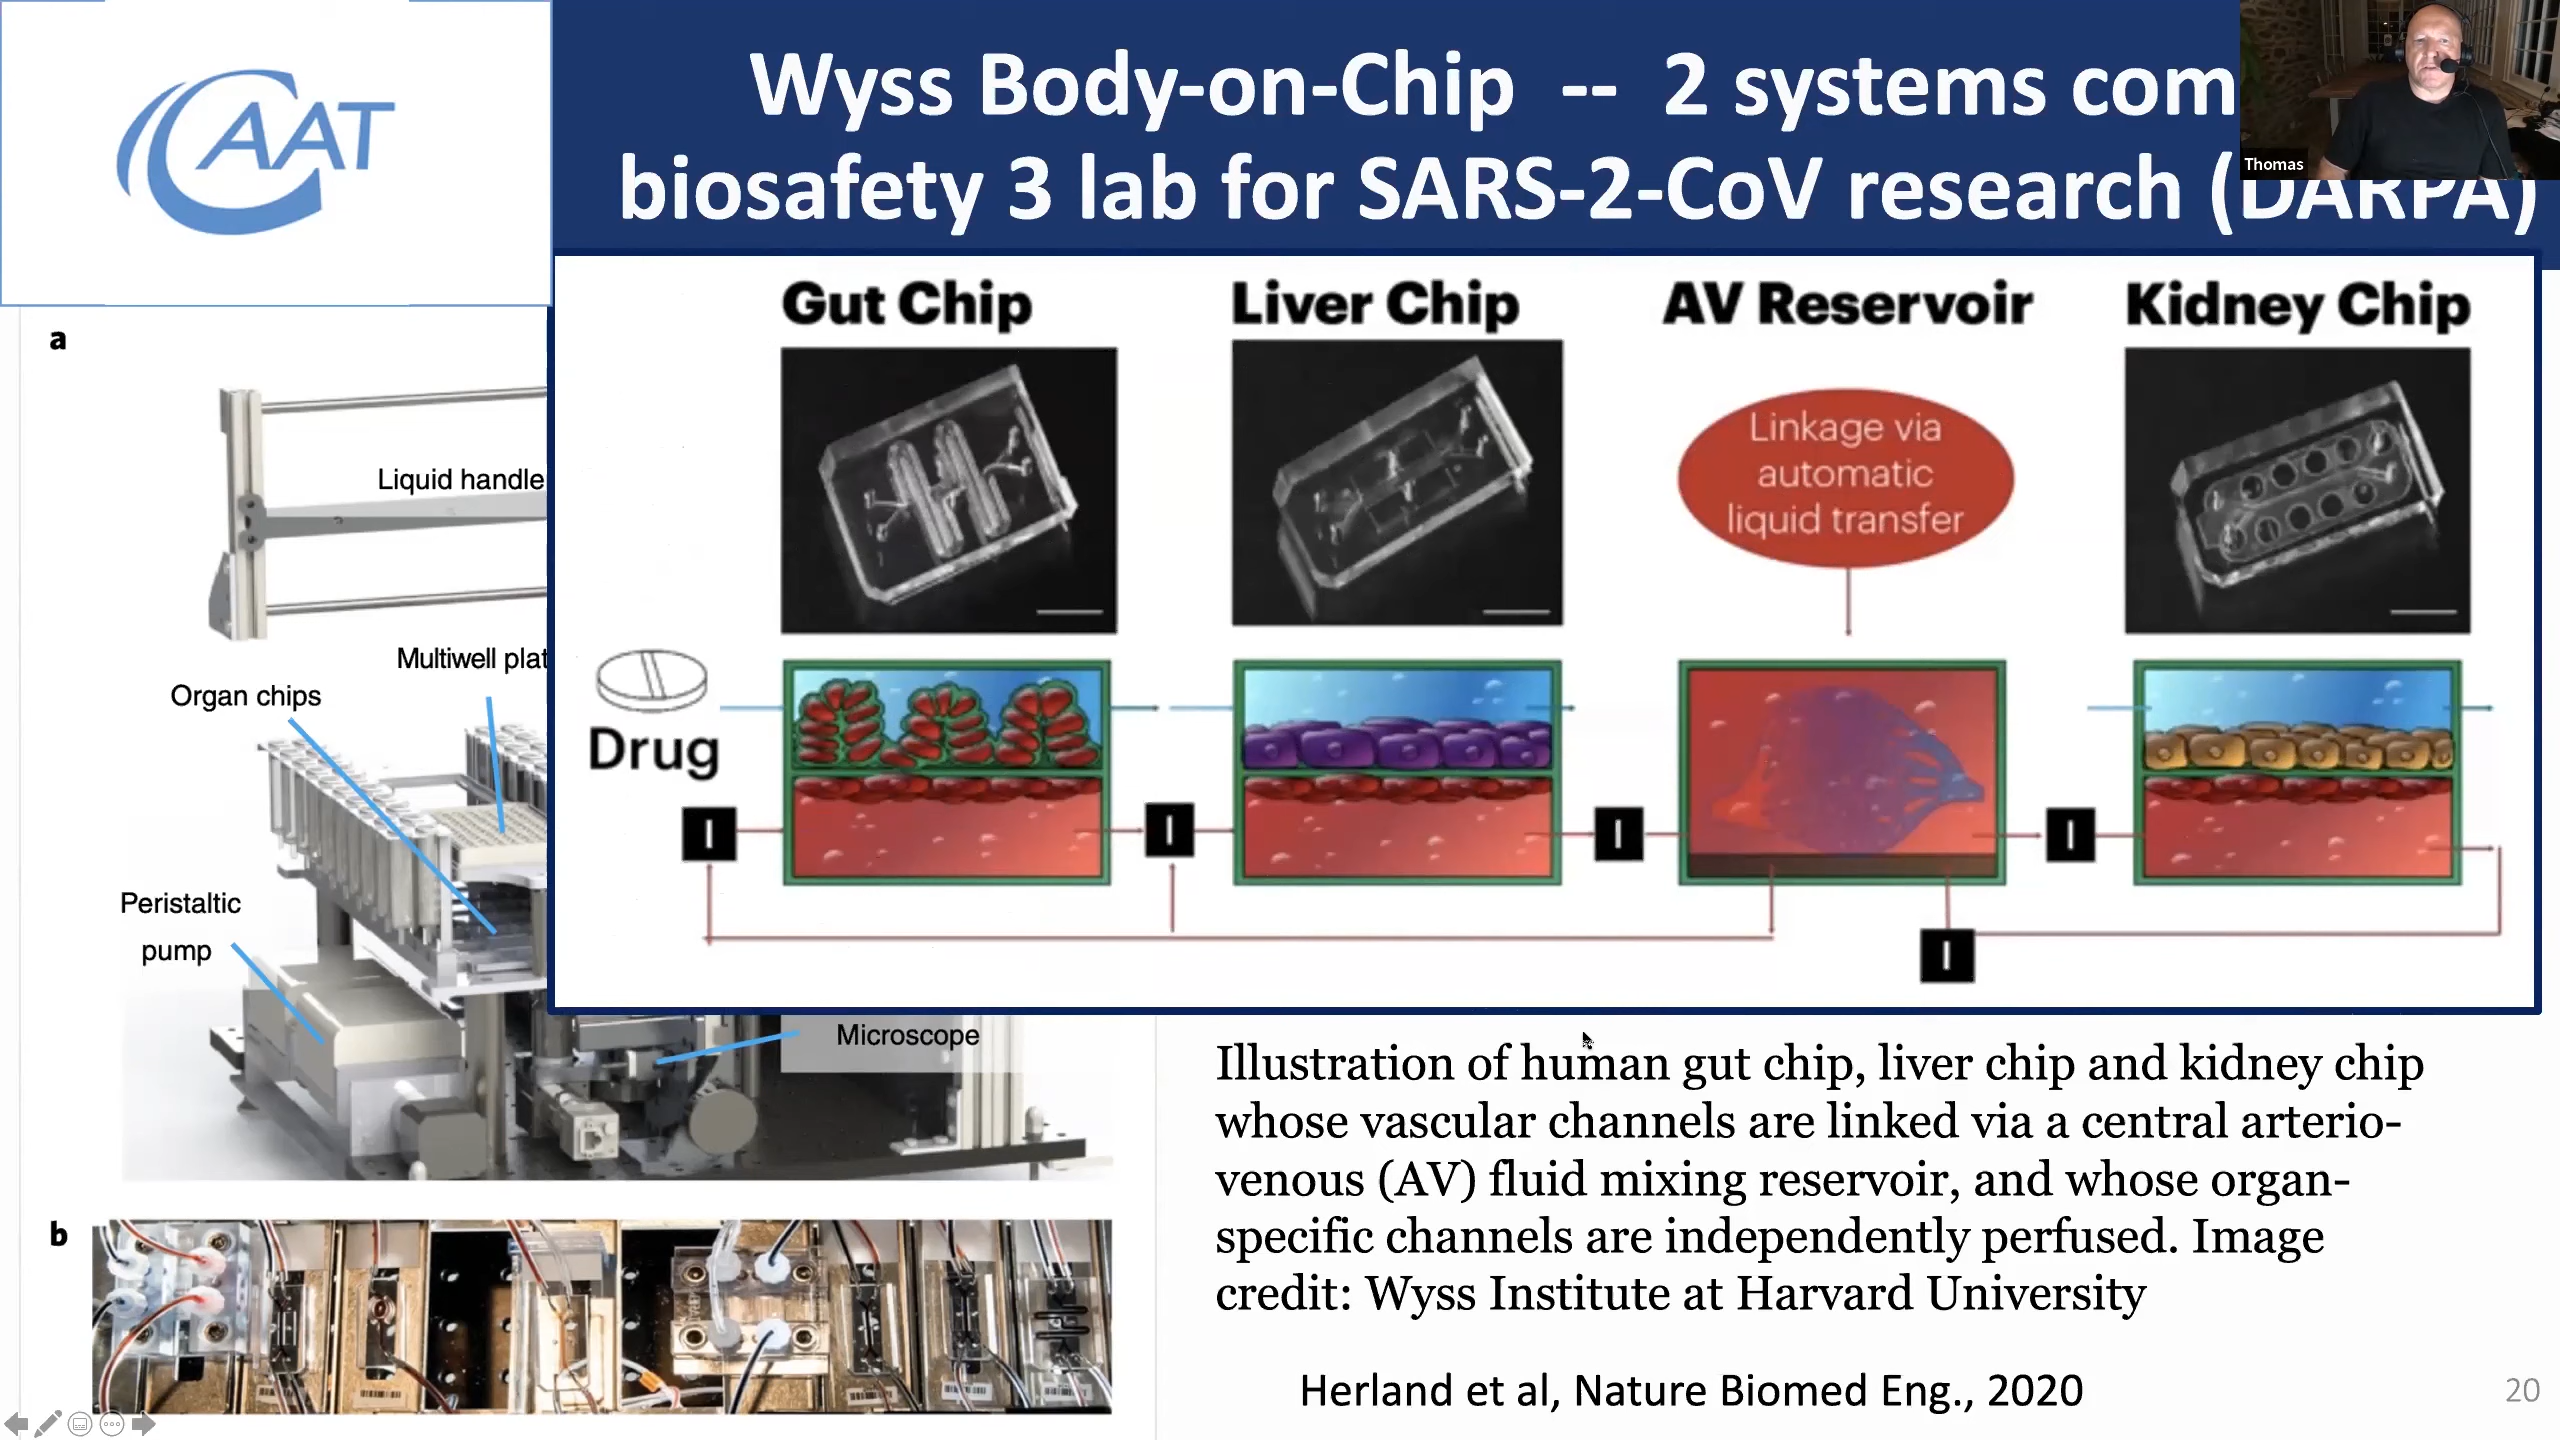 CAAT
Wyss Body-on-Chip -- 2 systems com
biosafety 3 lab for SARS-2-CoV research (DARPA)
Thomas
a
Liquid handle
Multiwell plat
Organ chips
Peristaltic
pump
Microscope
b
Gut Chip
Liver Chip
AV Reservoir
Kidney Chip
Linkage via
automatic
liquid transfer
Drug
I
I
I
I
I
Illustration of human gut chip, liver chip and kidney chip
whose vascular channels are linked via a central arterio-
venous (AV) fluid mixing reservoir, and whose organ-
specific channels are independently perfused. Image
credit: Wyss Institute at Harvard University
Herland et al, Nature Biomed Eng., 2020
20